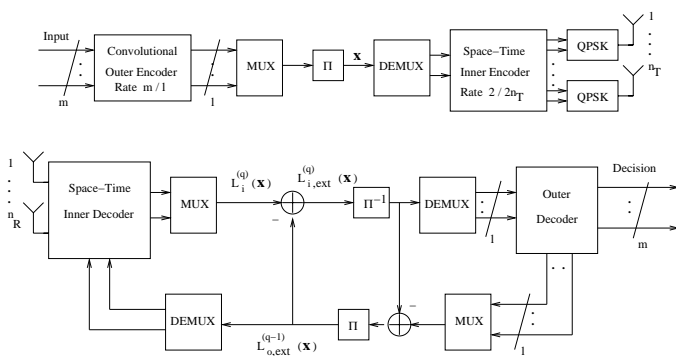 Input
m
Convolutional
Outer Encoder
Rate m / l
l
MUX
Π
x
DEMUX
Space−Time
Inner Encoder
Rate 2 / 2n_T
QPSK
QPSK
1
n_T
1
n_R
Space−Time
Inner Decoder
MUX
L_i^(q) (x)
−
L_i,ext^(q) (x)
Π^−1
DEMUX
l
Outer
Decoder
Decision
m
DEMUX
L_o,ext^(q−1) (x)
Π
−
MUX
l